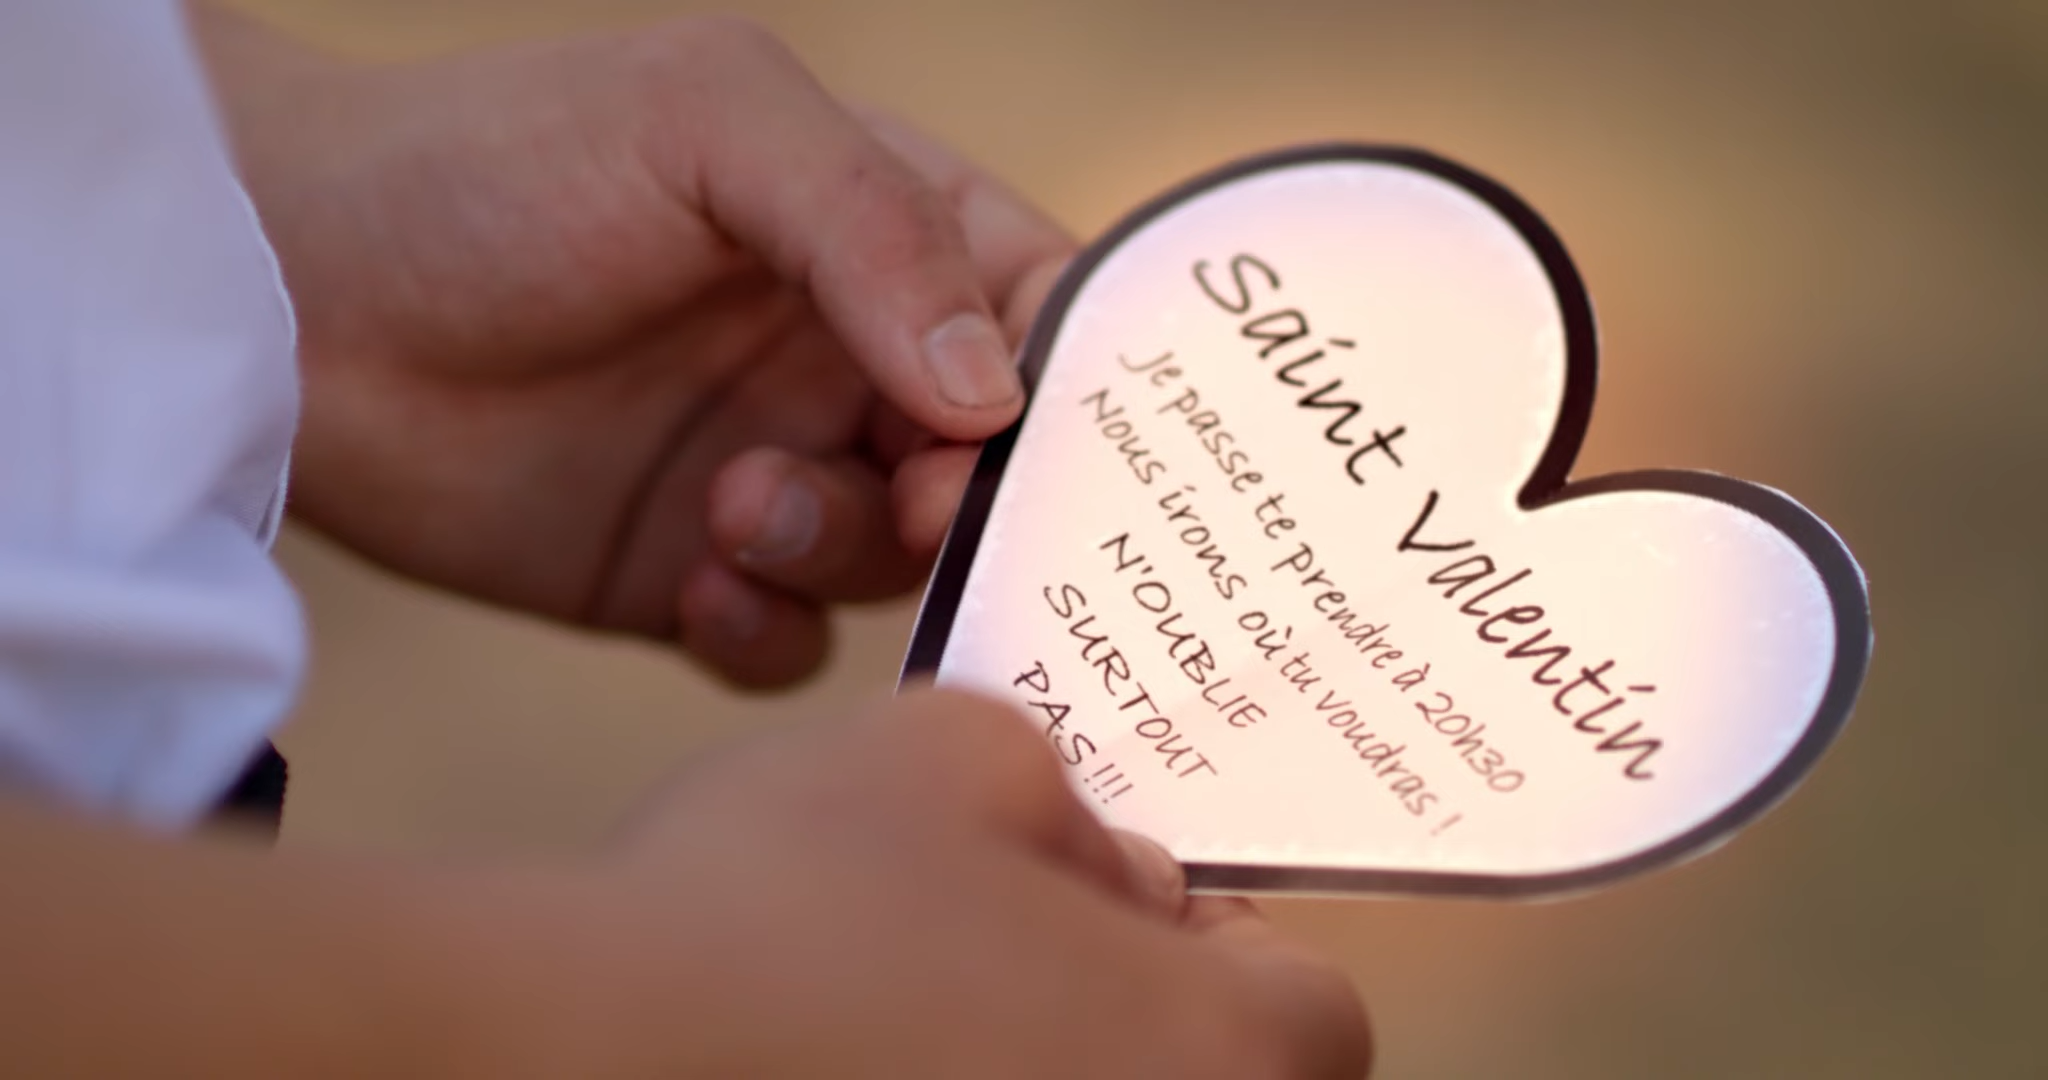 Saint Valentin
Je passe te prendre à 20h30
Nous irons où tu voudras !
N'OUBLIE
SURTOUT
PAS !!!